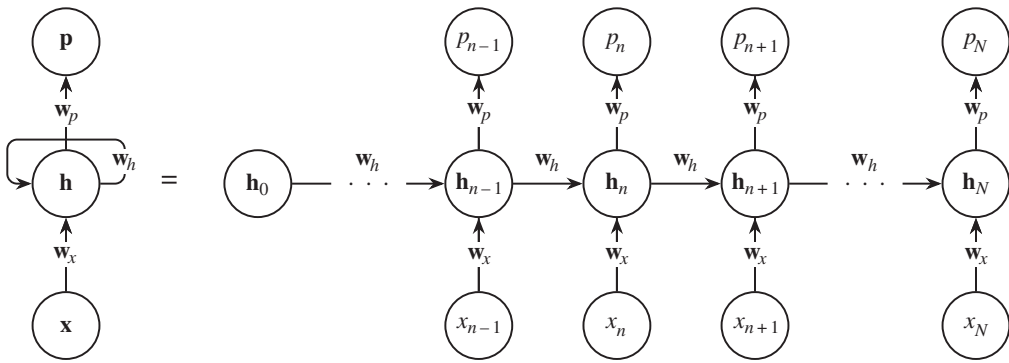 p p_{n−1} p_n p_{n+1} p_N
w_p w_p w_p w_p w_p
w_h w_h w_h w_h w_h
h = h_0 · · · h_{n−1} h_n h_{n+1} · · · h_N
w_x w_x w_x w_x w_x
x x_{n−1} x_n x_{n+1} x_N